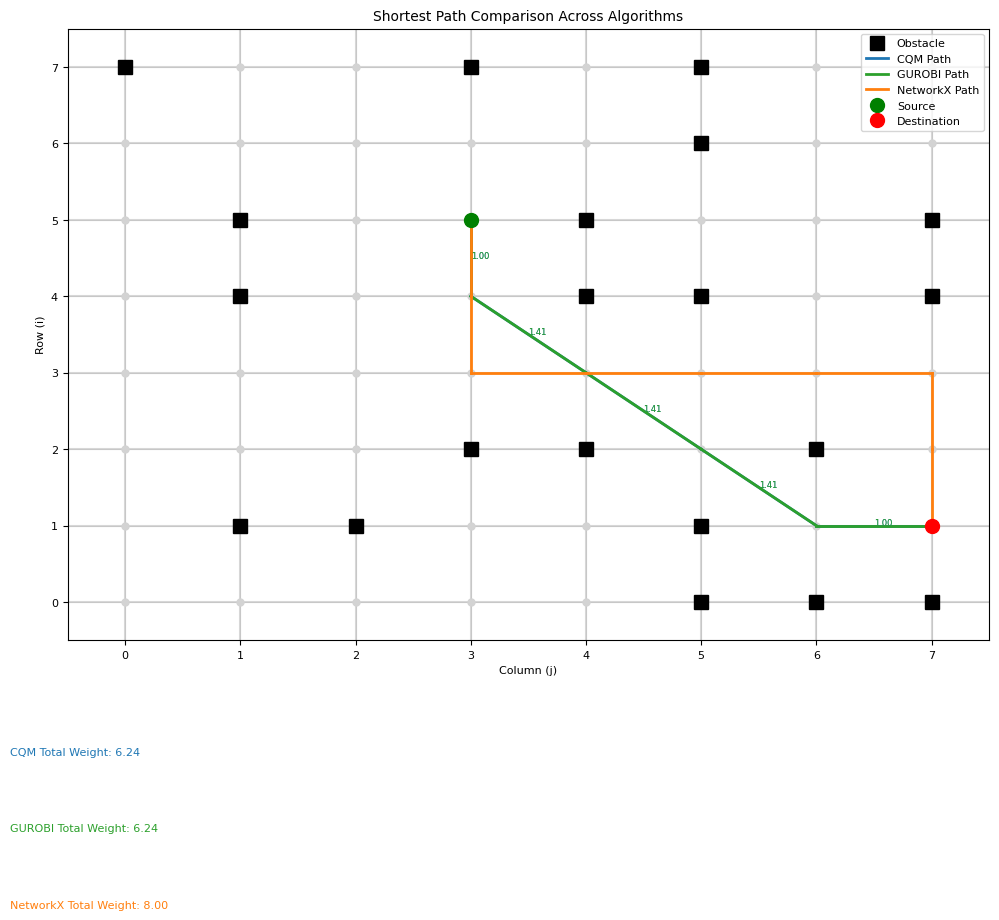 Shortest Path Comparison Across Algorithms
Obstacle
CQM Path
GUROBI Path
NetworkX Path
Source
Destination
7
6
5
4
3
2
1
0
Row (i)
1.00
1.41
1.41
1.41
1.00
0 1 2 3 4 5 6 7
Column (j)
CQM Total Weight: 6.24
GUROBI Total Weight: 6.24
NetworkX Total Weight: 8.00